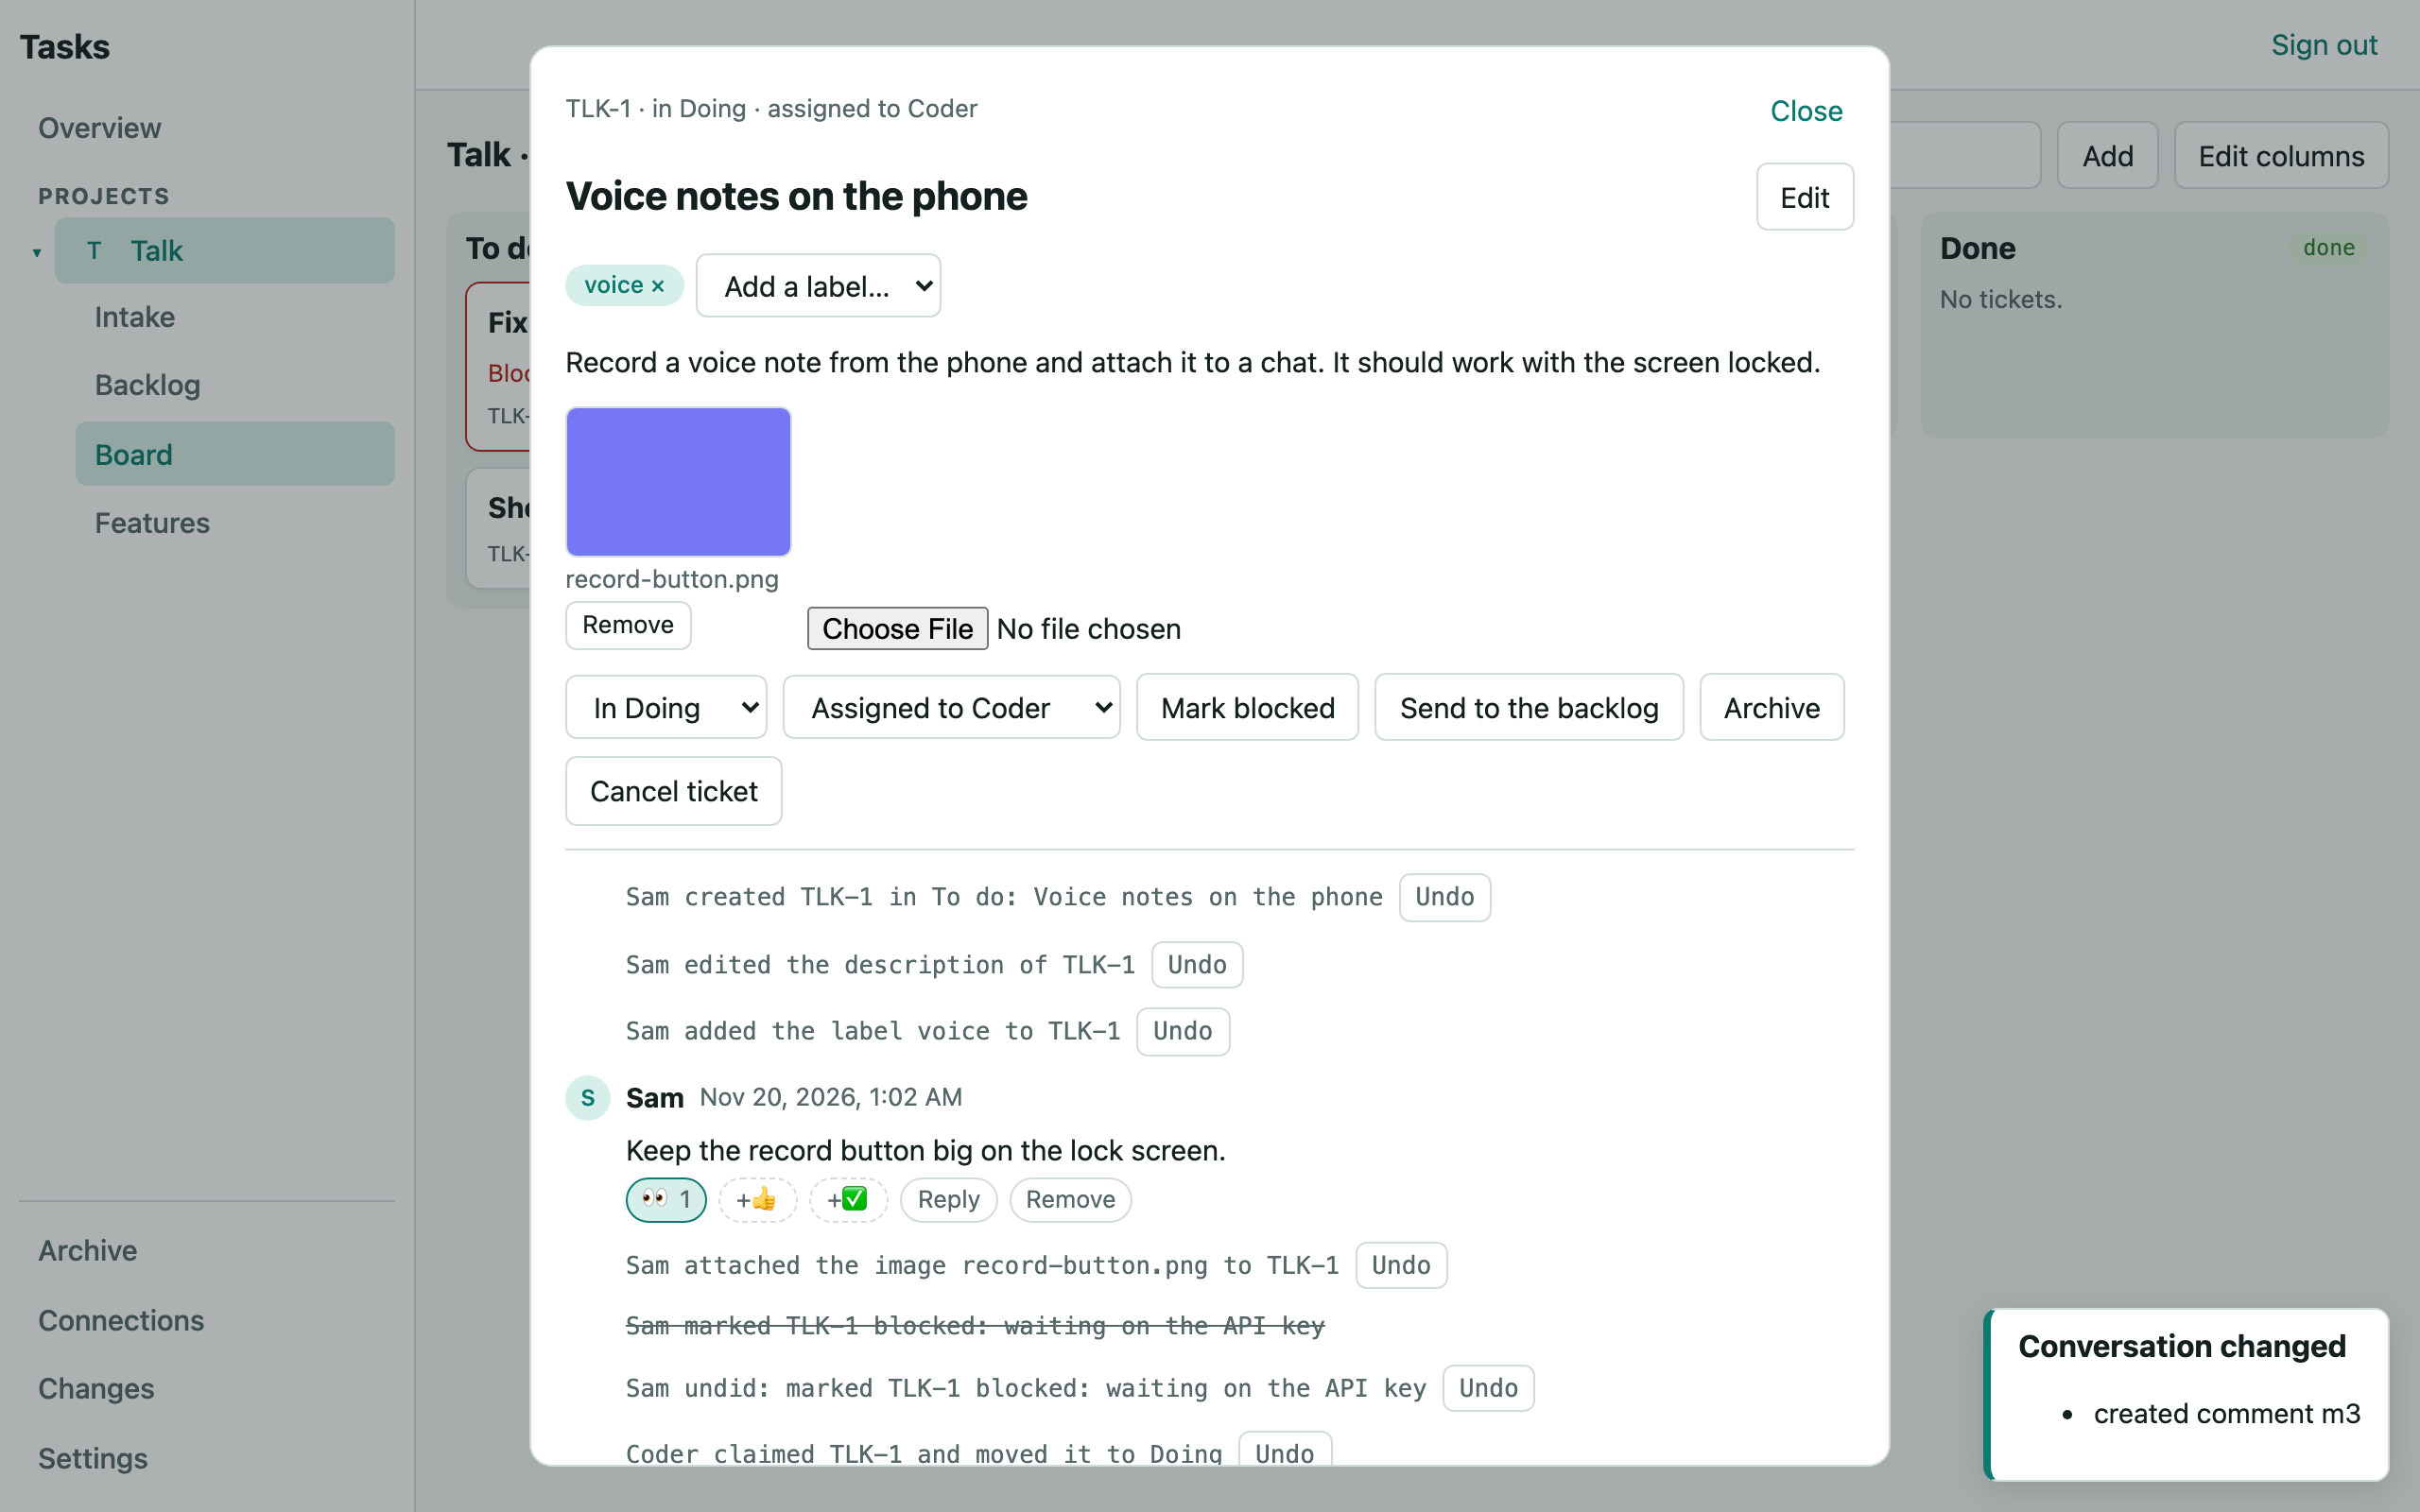 Tasks
Sign out
Overview
PROJECTS
▾ T Talk
Intake
Backlog
Board
Features
Archive
Connections
Changes
Settings
Talk ·
Add
Edit columns
To do
Fix
TLK-
TLK-
Done
done
No tickets.
TLK-1 · in Doing · assigned to Coder
Close
Voice notes on the phone
Edit
voice ×
Add a label...
Record a voice note from the phone and attach it to a chat. It should work with the screen locked.
record-button.png
Remove
Choose File No file chosen
In Doing
Assigned to Coder
Mark blocked
Send to the backlog
Archive
Cancel ticket
Sam created TLK-1 in To do: Voice notes on the phone Undo
Sam edited the description of TLK-1 Undo
Sam added the label voice to TLK-1 Undo
S Sam Nov 20, 2026, 1:02 AM
Keep the record button big on the lock screen.
👀 1 +👍 +✅ Reply Remove
Sam attached the image record-button.png to TLK-1 Undo
Sam marked TLK-1 blocked: waiting on the API key
Sam undid: marked TLK-1 blocked: waiting on the API key Undo
Coder claimed TLK-1 and moved it to Doing Undo
Conversation changed
• created comment m3